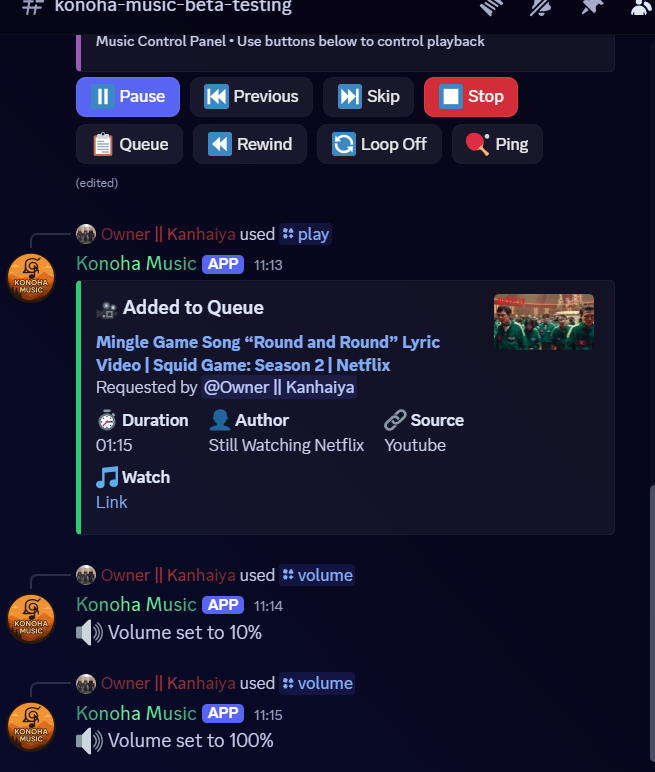 konoha-music-beta-testing
Music Control Panel • Use buttons below to control playback
Pause
Previous
Skip
Stop
Queue
Rewind
Loop Off
Ping
(edited)
Owner || Kanhaiya used play
Konoha Music APP 11:13
Added to Queue
Mingle Game Song “Round and Round” Lyric
Video | Squid Game: Season 2 | Netflix
Requested by @Owner || Kanhaiya
Duration Author Source
01:15 Still Watching Netflix Youtube
Watch
Link
KONOHA
MUSIC
Owner || Kanhaiya used volume
Konoha Music APP 11:14
Volume set to 10%
KONOHA
MUSIC
Owner || Kanhaiya used volume
Konoha Music APP 11:15
Volume set to 100%
KONOHA
MUSIC